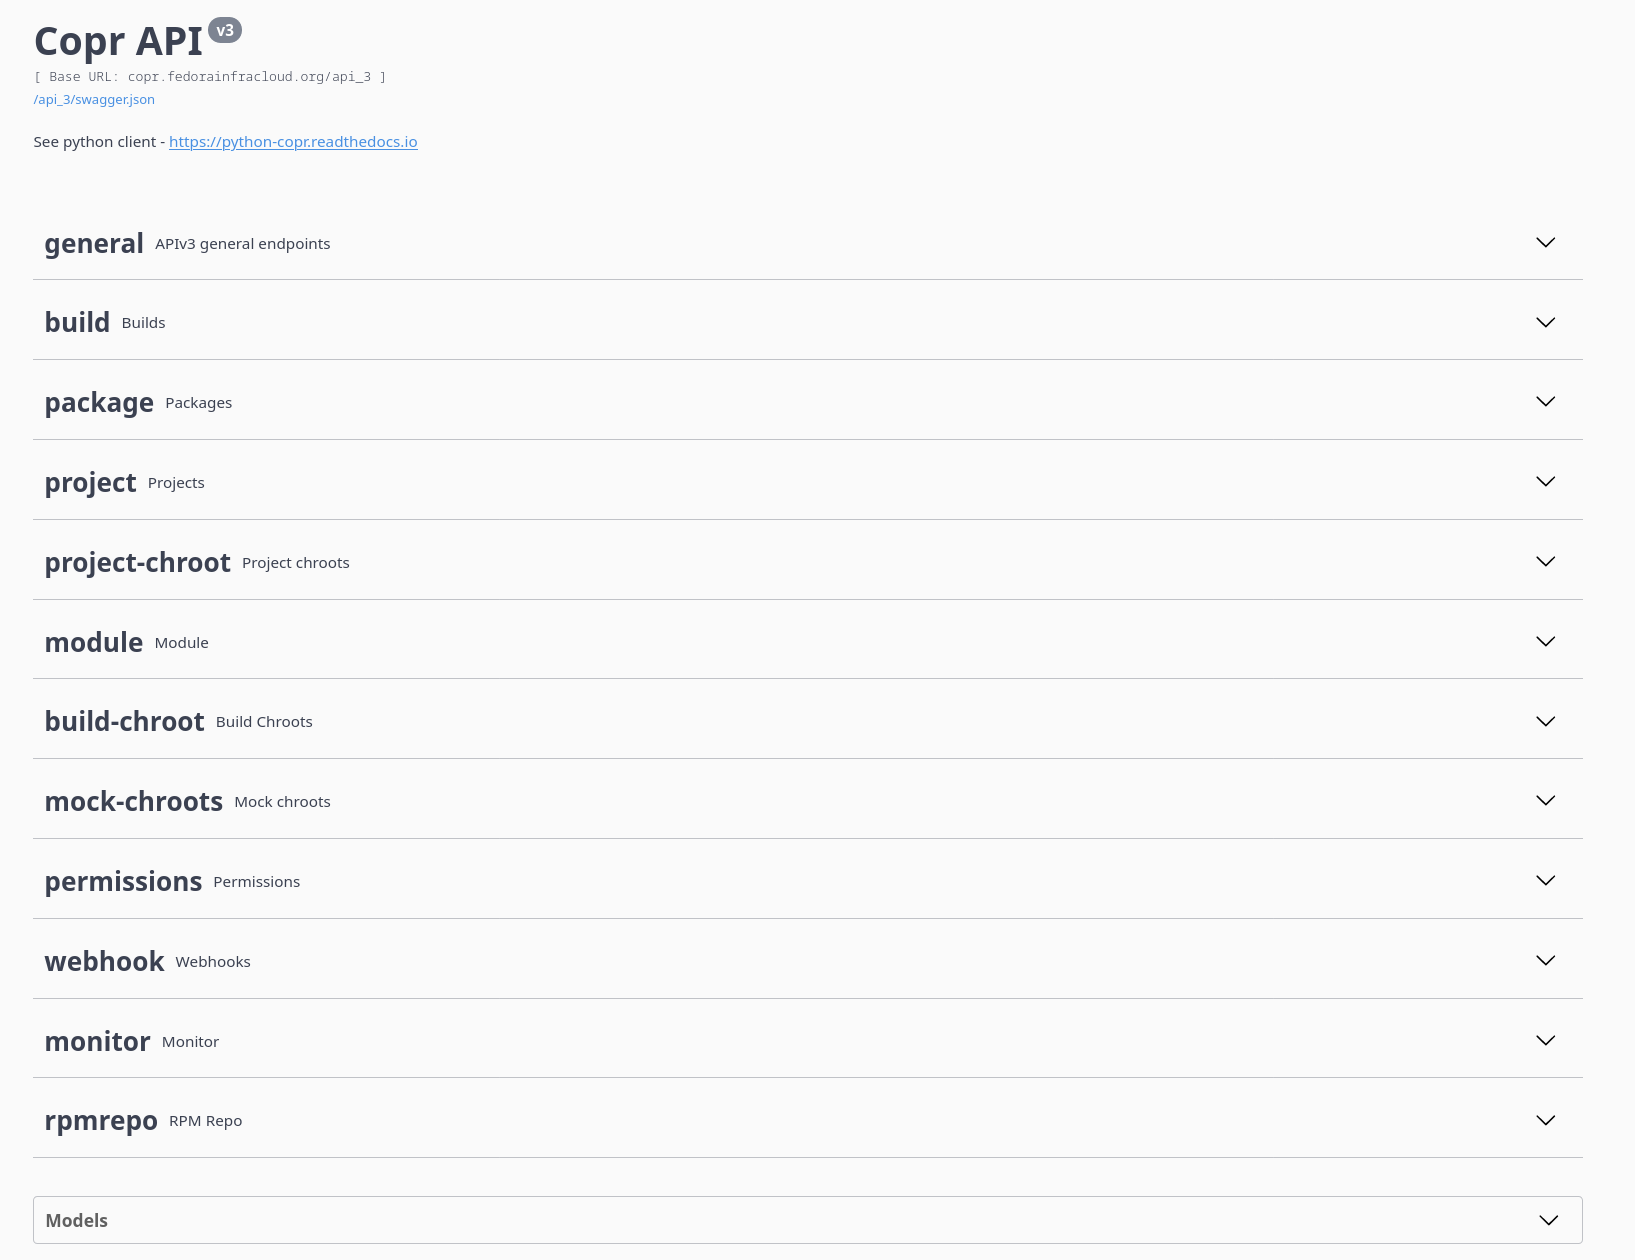 Copr API v3
[ Base URL: copr.fedorainfracloud.org/api_3 ]
/api_3/swagger.json
See python client - https://python-copr.readthedocs.io
general APIv3 general endpoints
build Builds
package Packages
project Projects
project-chroot Project chroots
module Module
build-chroot Build Chroots
mock-chroots Mock chroots
permissions Permissions
webhook Webhooks
monitor Monitor
rpmrepo RPM Repo
Models